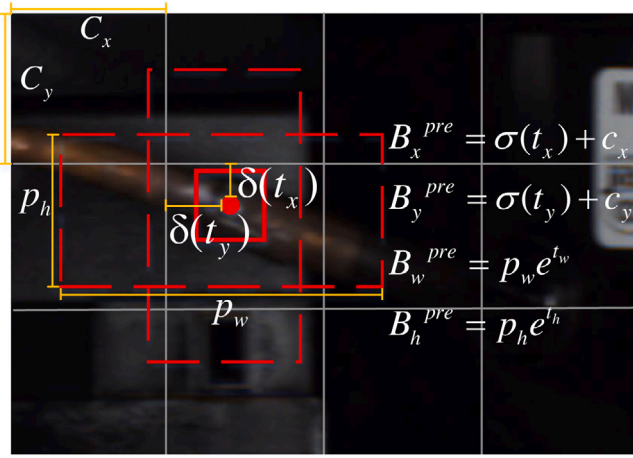 C_x
C_y
B_x^{pre} = σ(t_x) + c_x
p_h
δ(t_x)
B_y^{pre} = σ(t_y) + c_y
δ(t_y)
B_w^{pre} = p_w e^{t_w}
p_w
B_h^{pre} = p_h e^{t_h}